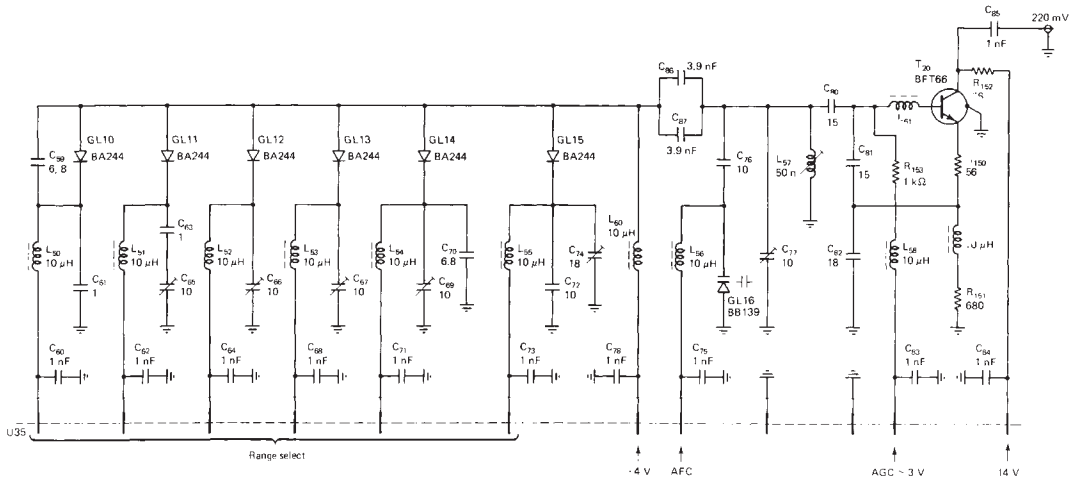 C85
1 nF
220 mV
T20
BFT66
R152
C86
3.9 nF
C87
3.9 nF
C80
15
GL10
BA244
GL11
BA244
GL12
BA244
GL13
BA244
GL14
BA244
GL15
BA244
C59
6,8
C76
10
L57
50 n
C81
15
R153
1 kΩ
56
C63
1
L50
10 μH
L51
10 μH
L52
10 μH
L53
10 μH
L54
10 μH
C70
6.8
L55
10 μH
C74
18
L60
10 μH
L56
10 μH
C77
10
C82
18
L58
10 μH
μH
C61
1
C65
10
C66
10
C67
10
C69
10
C72
10
GL16
BB139
R151
680
C60
1 nF
C62
1 nF
C64
1 nF
C68
1 nF
C71
1 nF
C73
1 nF
C78
1 nF
C75
1 nF
C83
1 nF
C84
1 nF
U35
Range select
4 V
AFC
AGC ~ 3 V
14 V